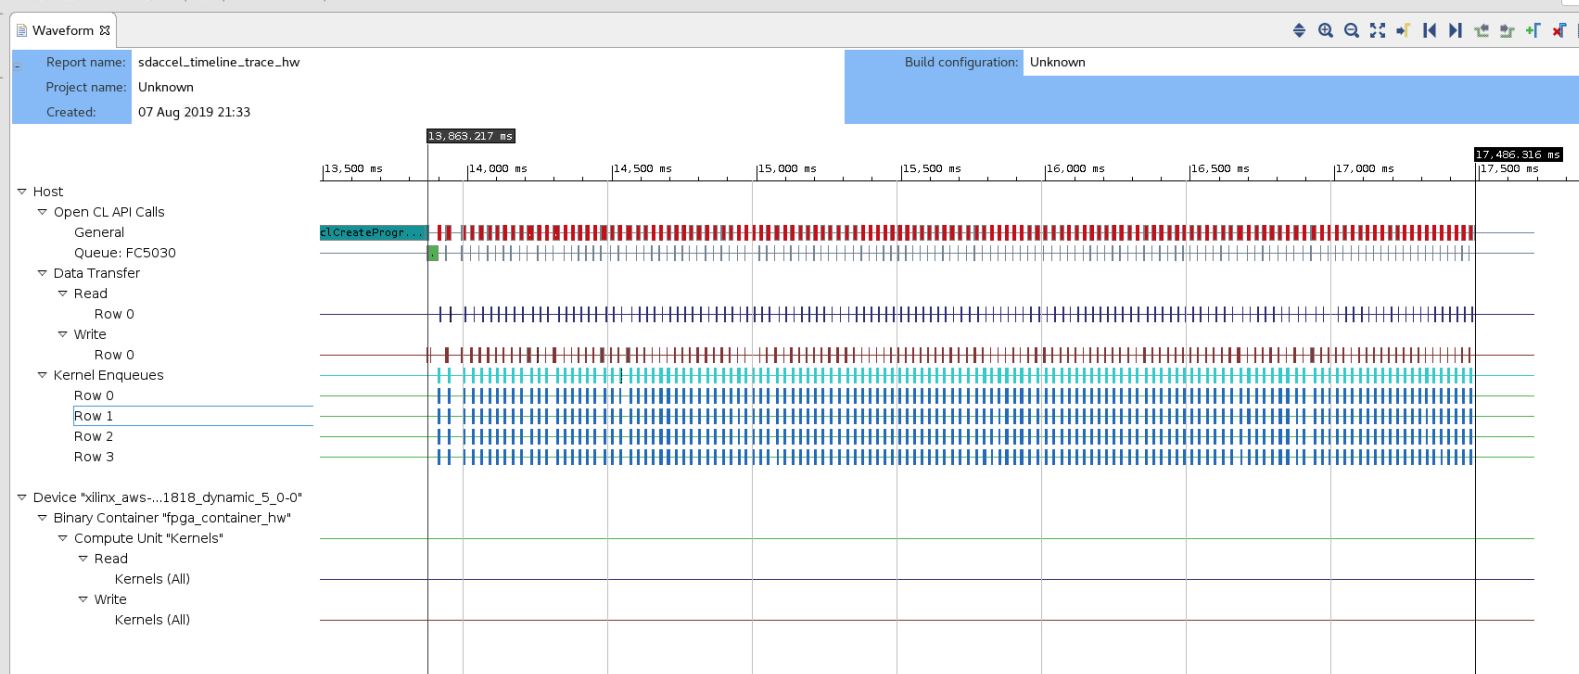 Waveform
Report name: sdaccel_timeline_trace_hw Build configuration: Unknown
Project name: Unknown
Created: 07 Aug 2019 21:33
13,863.217 ms
17,486.316 ms
13,500 ms 14,000 ms 14,500 ms 15,000 ms 15,500 ms 16,000 ms 16,500 ms 17,000 ms 17,500 ms
Host
Open CL API Calls
General clCreateProgr...
Queue: FC5030
Data Transfer
Read
Row 0
Write
Row 0
Kernel Enqueues
Row 0
Row 1
Row 2
Row 3
Device "xilinx_aws-...1818_dynamic_5_0-0"
Binary Container "fpga_container_hw"
Compute Unit "Kernels"
Read
Kernels (All)
Write
Kernels (All)